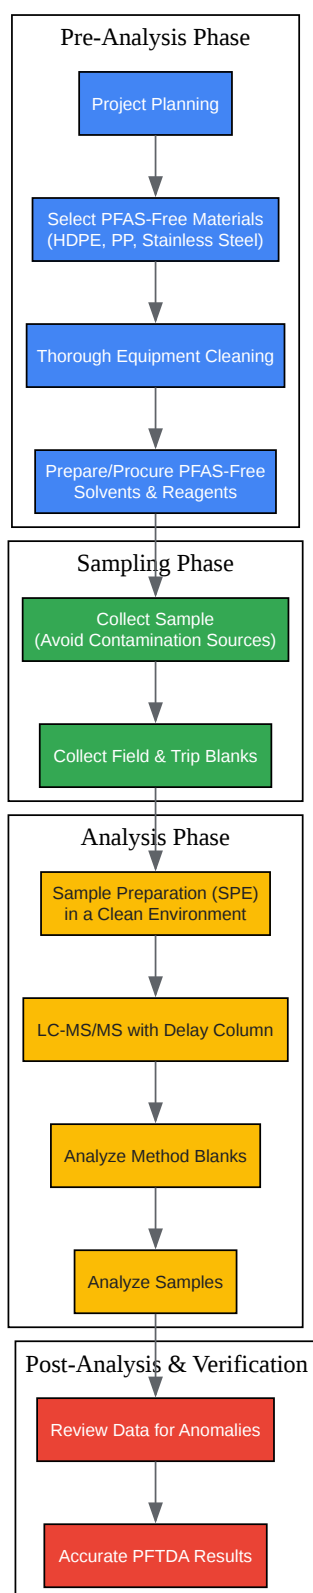 Pre-Analysis Phase
Project Planning
Select PFAS-Free Materials
(HDPE, PP, Stainless Steel)
Thorough Equipment Cleaning
Prepare/Procure PFAS-Free
Solvents & Reagents
Sampling Phase
Collect Sample
(Avoid Contamination Sources)
Collect Field & Trip Blanks
Analysis Phase
Sample Preparation (SPE)
in a Clean Environment
LC-MS/MS with Delay Column
Analyze Method Blanks
Analyze Samples
Post-Analysis & Verification
Review Data for Anomalies
Accurate PFTDA Results